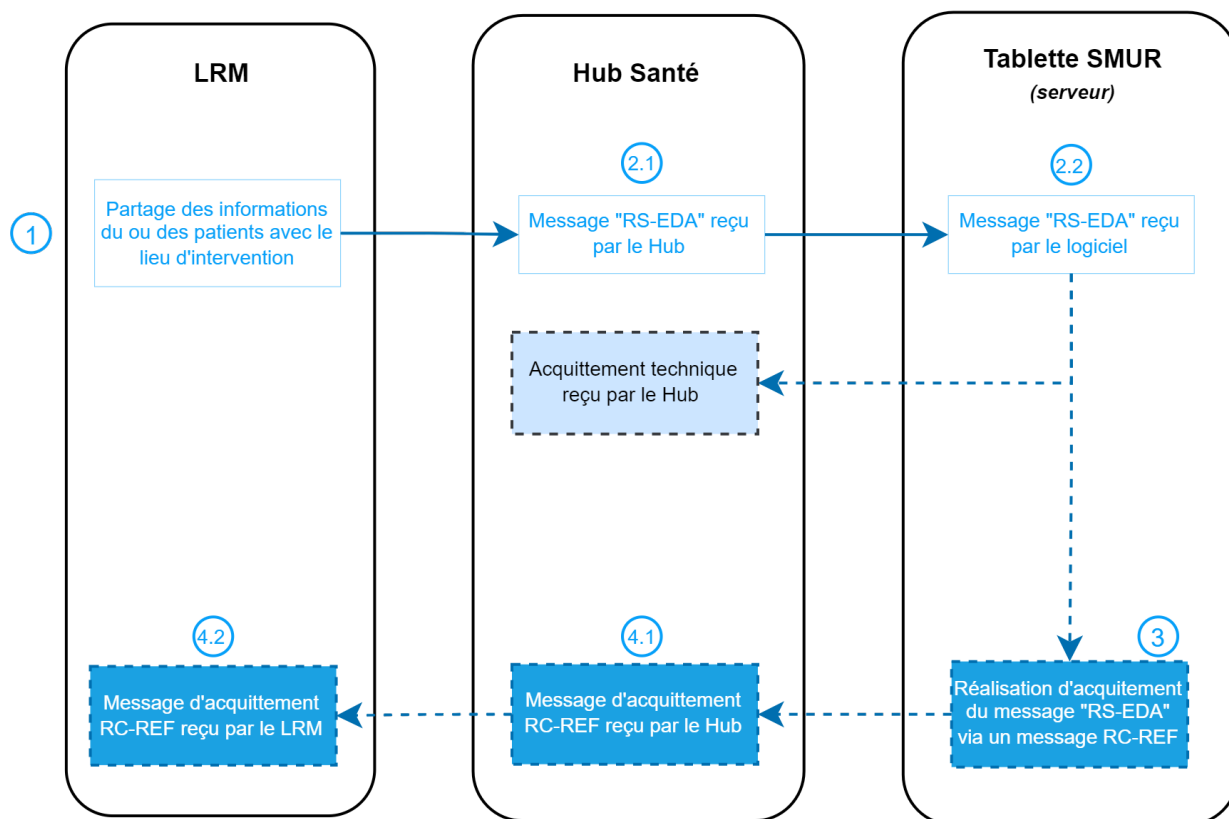 LRM
Hub Santé
Tablette SMUR
(serveur)
1
Partage des informations
du ou des patients avec le
lieu d'intervention
2.1
Message "RS-EDA" reçu
par le Hub
2.2
Message "RS-EDA" reçu
par le logiciel
Acquittement technique
reçu par le Hub
4.2
Message d'acquittement
RC-REF reçu par le LRM
4.1
Message d'acquittement
RC-REF reçu par le Hub
3
Réalisation d'acquitement
du message "RS-EDA"
via un message RC-REF